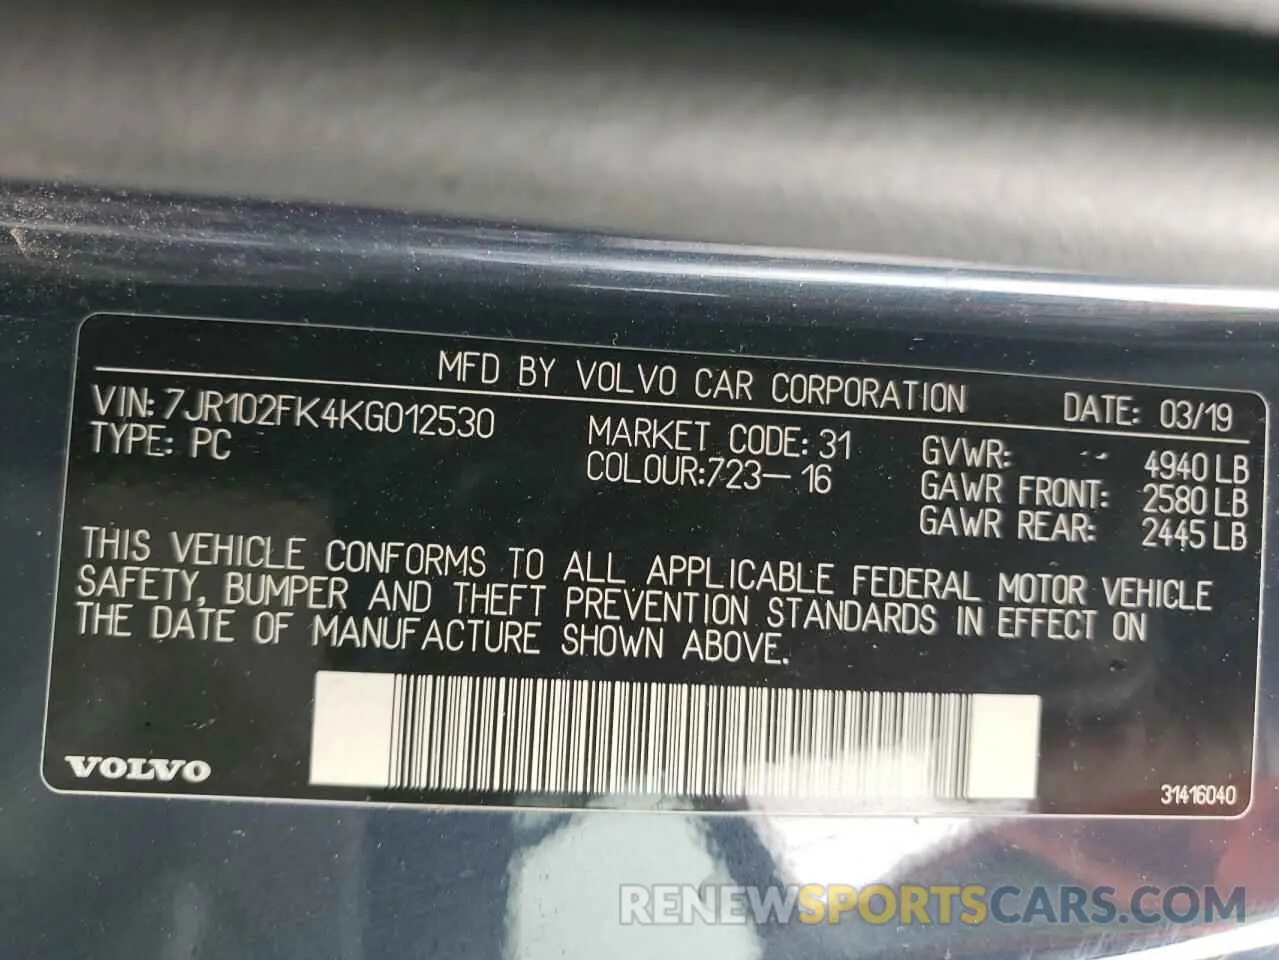 MFD BY VOLVO CAR CORPORATION
VIN: 7JR102FK4KG012530
TYPE: PC
MARKET CODE: 31
COLOUR:723-16
DATE: 03/19
GVWR: 4940 LB
GAWR FRONT: 2580 LB
GAWR REAR: 2445 LB
THIS VEHICLE CONFORMS TO ALL APPLICABLE FEDERAL MOTOR VEHICLE
SAFETY, BUMPER AND THEFT PREVENTION STANDARDS IN EFFECT ON
THE DATE OF MANUFACTURE SHOWN ABOVE.
VOLVO
31416040
RENEWSPORTSCARS.COM